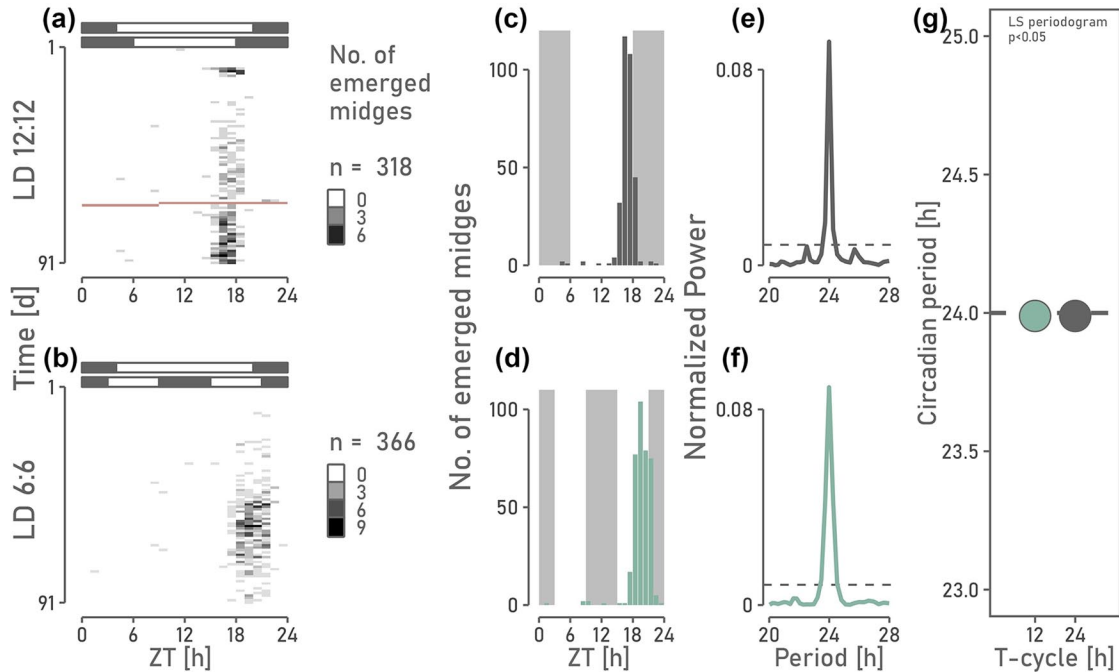 (a)
1
LD 12:12
91
0 6 12 18 24
No. of
emerged
midges
n = 318
0
3
6
Time [d]
(b)
1
LD 6:6
91
0 6 12 18 24
ZT [h]
n = 366
0
3
6
9
(c)
No. of emerged midges
100
50
0
0 6 12 18 24
(d)
100
50
0
0 6 12 18 24
ZT [h]
(e)
Normalized Power
0.08
0
20 24 28
(f)
0.08
0
20 24 28
Period [h]
(g)
LS periodogram
p<0.05
Circadian period [h]
25.0
24.5
24.0
23.5
23.0
12 24
T-cycle [h]